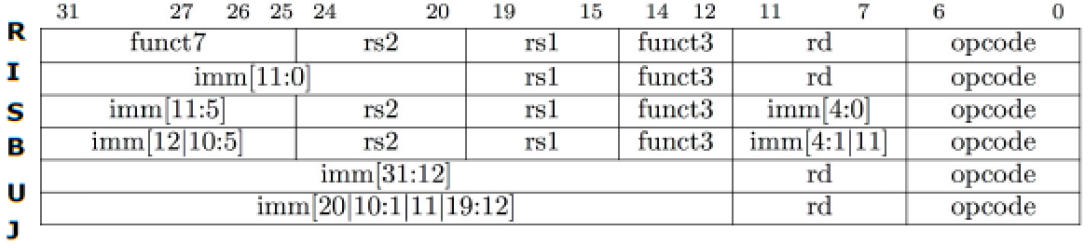 31 27 26 25 24 20 19 15 14 12 11 7 6 0
R funct7 rs2 rs1 funct3 rd opcode
I imm[11:0] rs1 funct3 rd opcode
S imm[11:5] rs2 rs1 funct3 imm[4:0] opcode
B imm[12|10:5] rs2 rs1 funct3 imm[4:1|11] opcode
U imm[31:12] rd opcode
J imm[20|10:1|11|19:12] rd opcode